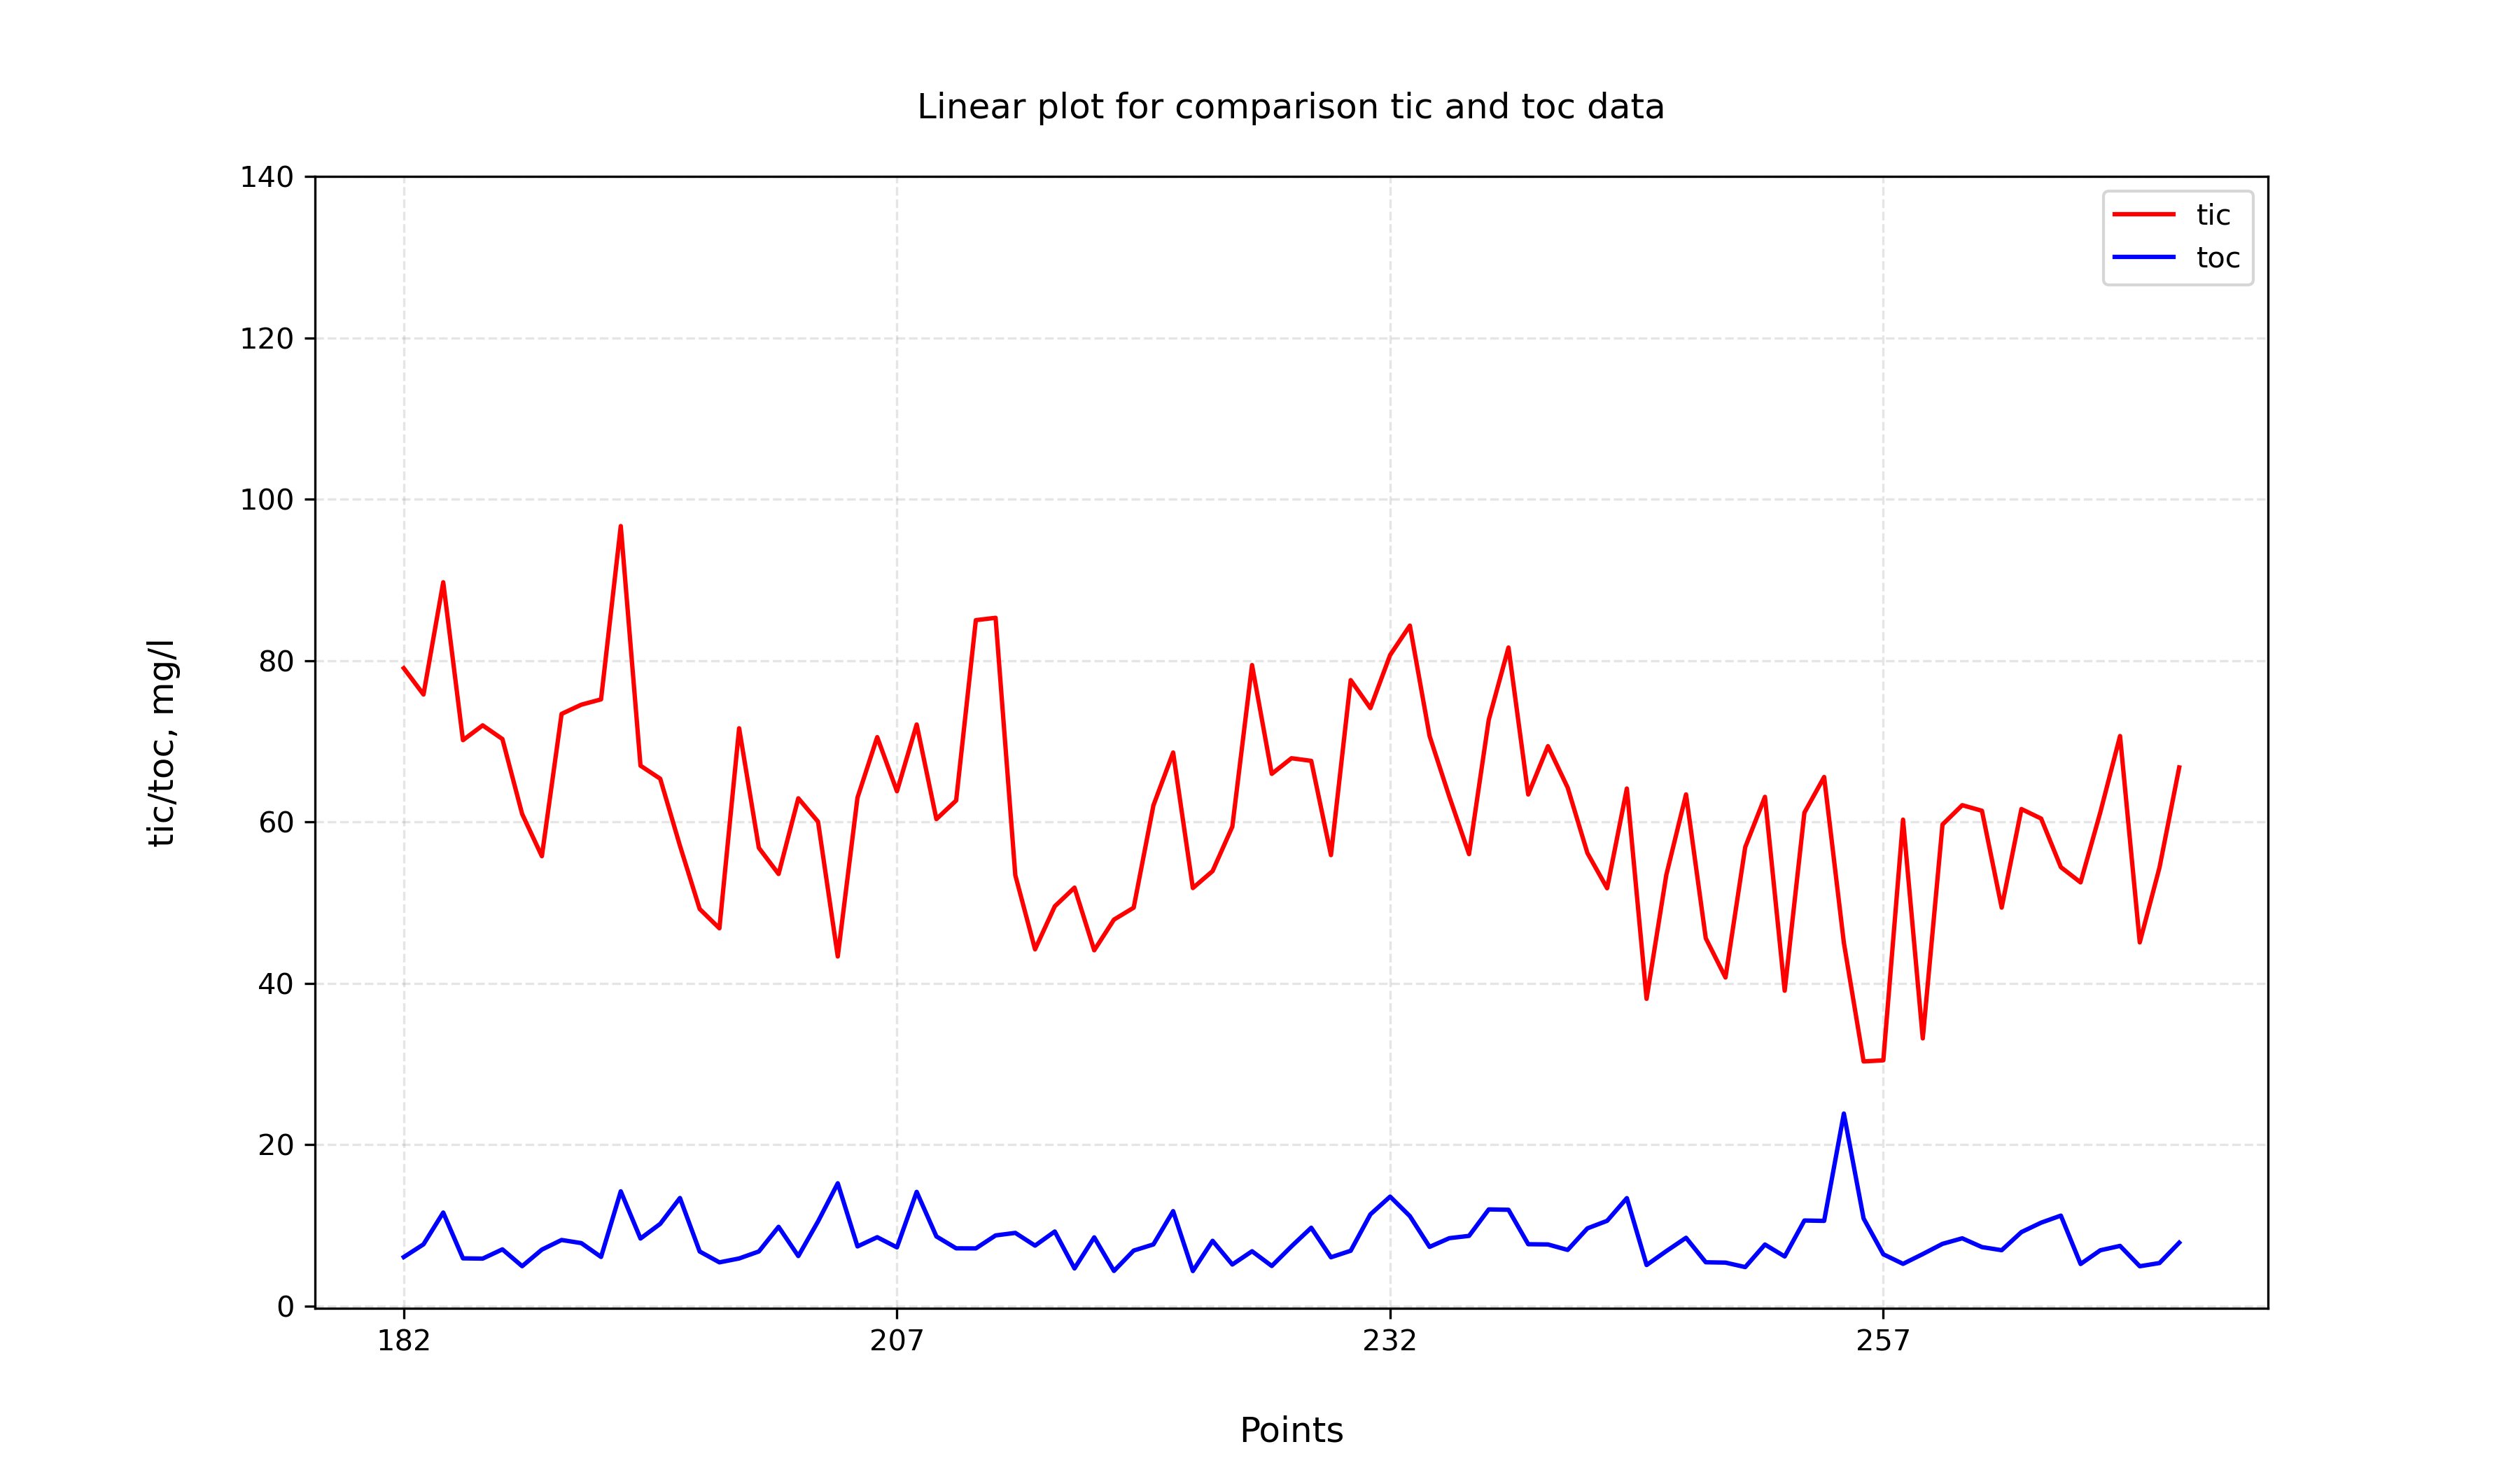 Linear plot for comparison tic and toc data
140
120
100
80
60
40
20
0
tic/toc, mg/l
tic
toc
182 207 232 257
Points